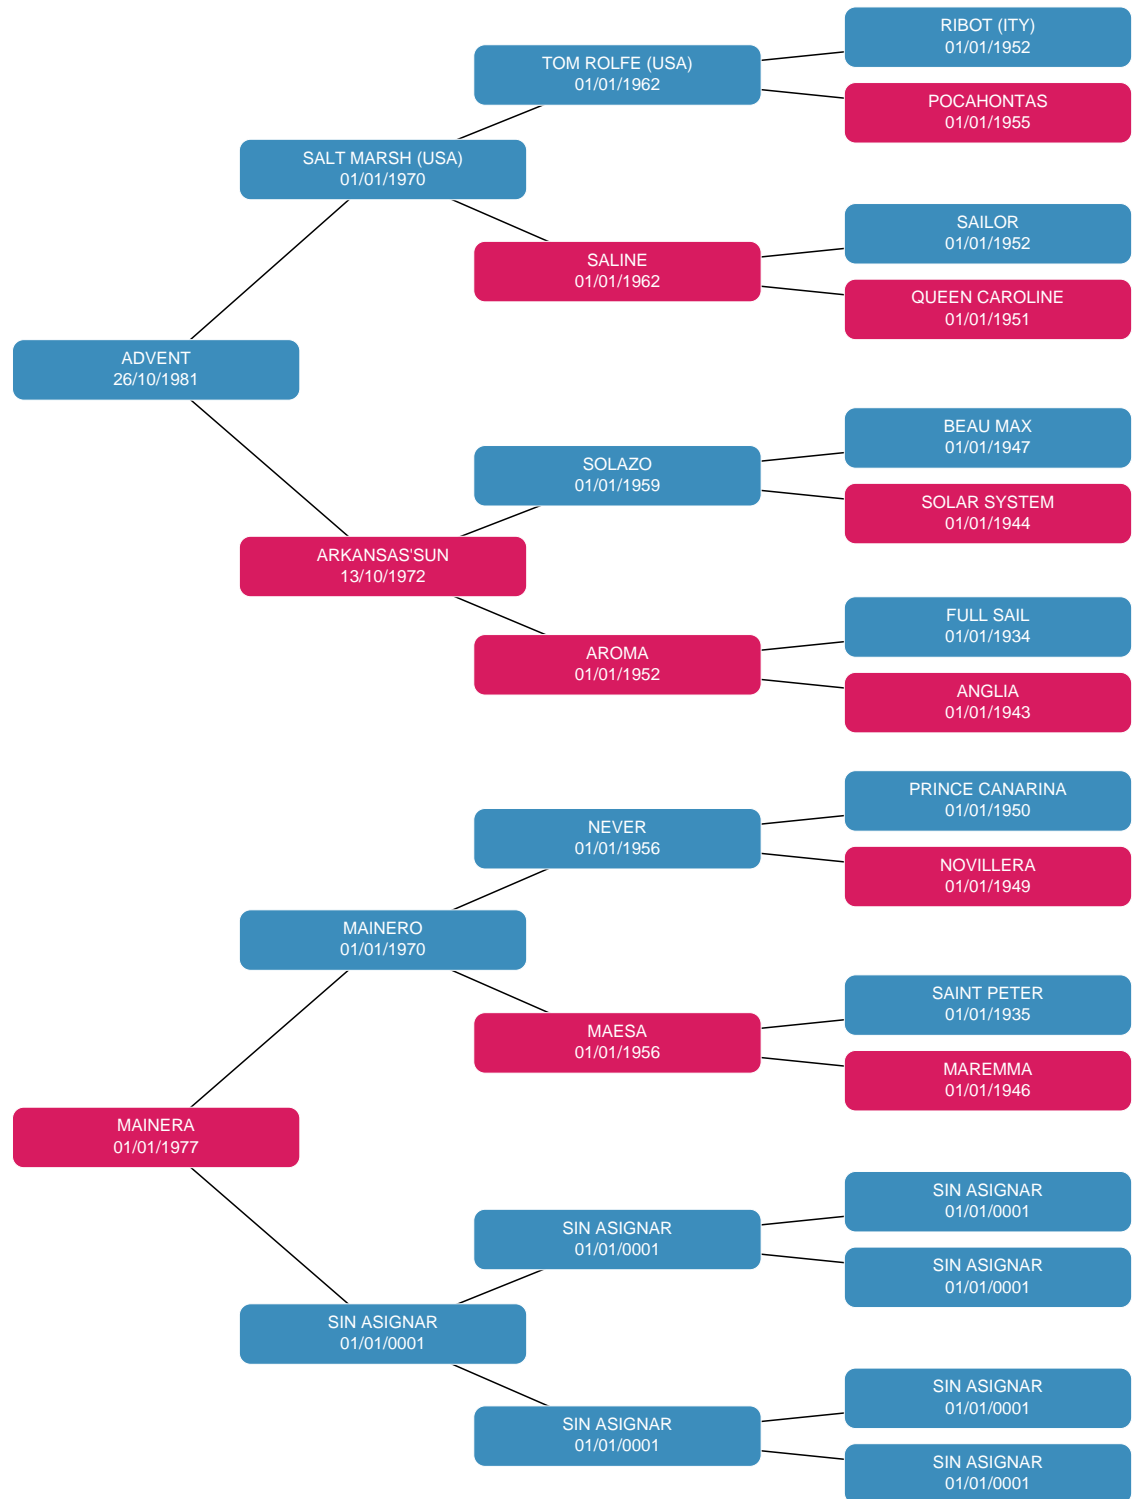 RIBOT (ITY)
01/01/1952
TOM ROLFE (USA)
01/01/1962
POCAHONTAS
01/01/1955
SALT MARSH (USA)
01/01/1970
SAILOR
01/01/1952
SALINE
01/01/1962
QUEEN CAROLINE
01/01/1951
ADVENT
26/10/1981
BEAU MAX
01/01/1947
SOLAZO
01/01/1959
SOLAR SYSTEM
01/01/1944
ARKANSAS'SUN
13/10/1972
FULL SAIL
01/01/1934
AROMA
01/01/1952
ANGLIA
01/01/1943
PRINCE CANARINA
01/01/1950
NEVER
01/01/1956
NOVILLERA
01/01/1949
MAINERO
01/01/1970
SAINT PETER
01/01/1935
MAESA
01/01/1956
MAREMMA
01/01/1946
MAINERA
01/01/1977
SIN ASIGNAR
01/01/0001
SIN ASIGNAR
01/01/0001
SIN ASIGNAR
01/01/0001
SIN ASIGNAR
01/01/0001
SIN ASIGNAR
01/01/0001
SIN ASIGNAR
01/01/0001
SIN ASIGNAR
01/01/0001